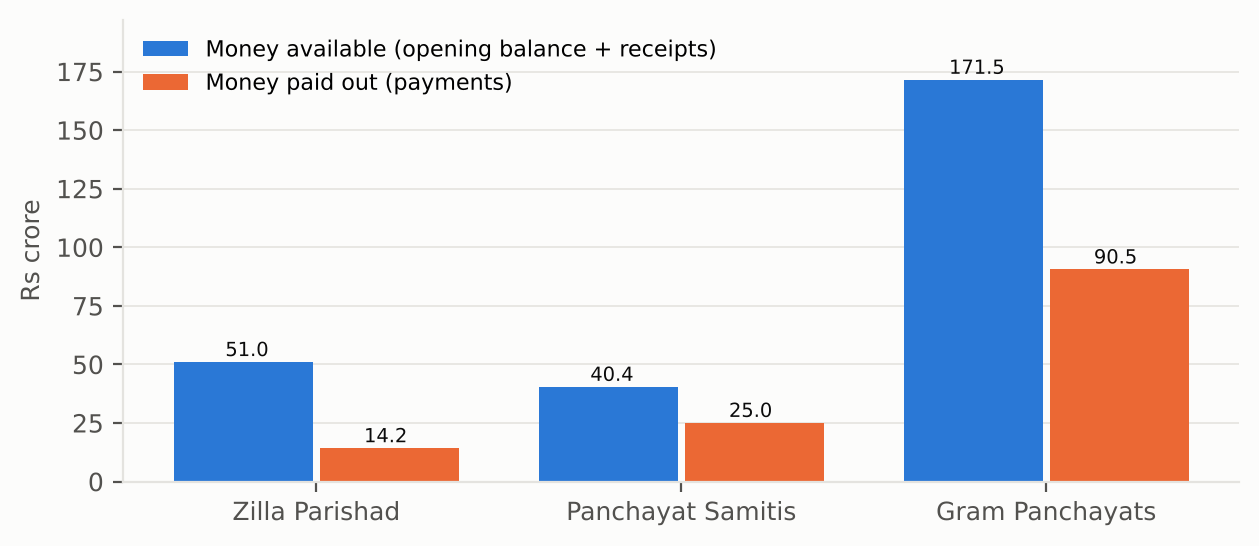 Money available (opening balance + receipts)
Money paid out (payments)
Rs crore
175
150
125
100
75
50
25
0
51.0
14.2
40.4
25.0
171.5
90.5
Zilla Parishad
Panchayat Samitis
Gram Panchayats